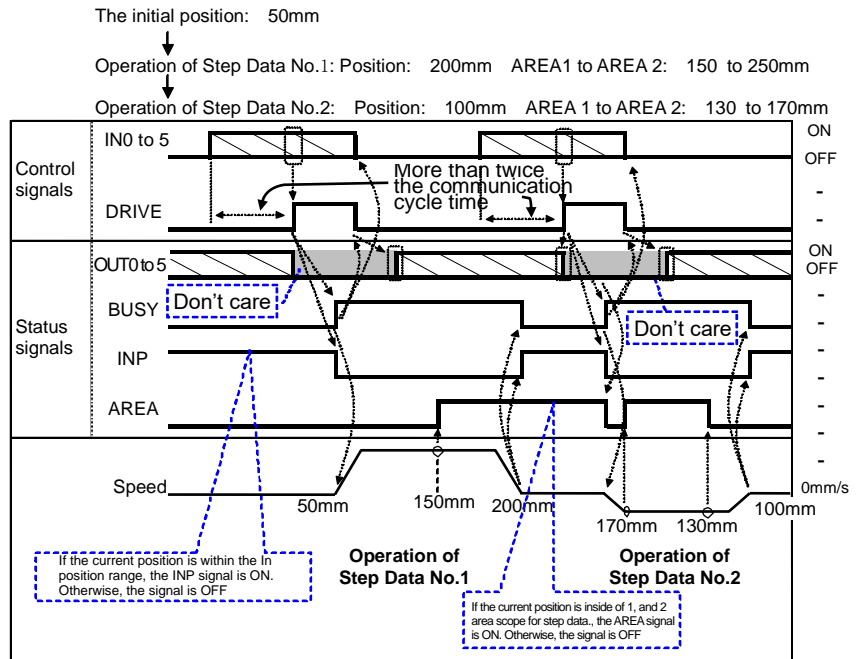 The initial position: 50mm
Operation of Step Data No.1: Position: 200mm AREA1 to AREA 2: 150 to 250mm
Operation of Step Data No.2: Position: 100mm AREA 1 to AREA 2: 130 to 170mm
Control
signals
IN0 to 5
ON
OFF
More than twice
the communication
cycle time
-
DRIVE
-
Status
signals
OUT0 to 5
ON
OFF
Don't care
Don't care
BUSY
-
-
INP
-
-
AREA
-
-
Speed
-
0mm/s
50mm
150mm
200mm
170mm
130mm
100mm
If the current position is within the In
position range, the INP signal is ON.
Otherwise, the signal is OFF
Operation of
Step Data No.1
Operation of
Step Data No.2
If the current position is inside of 1, and 2
area scope for step data., the AREA signal
is ON. Otherwise, the signal is OFF